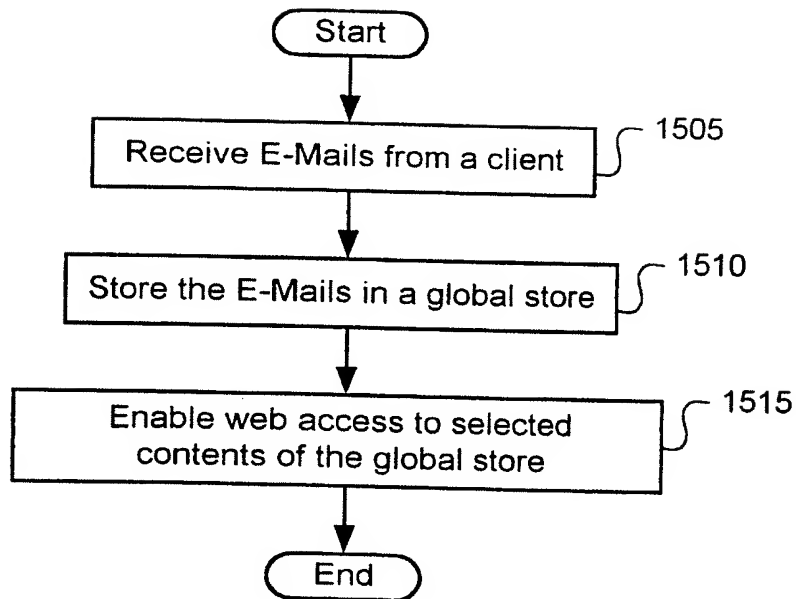 Start
Receive E-Mails from a client
1505
Store the E-Mails in a global store
1510
Enable web access to selected
contents of the global store
1515
End